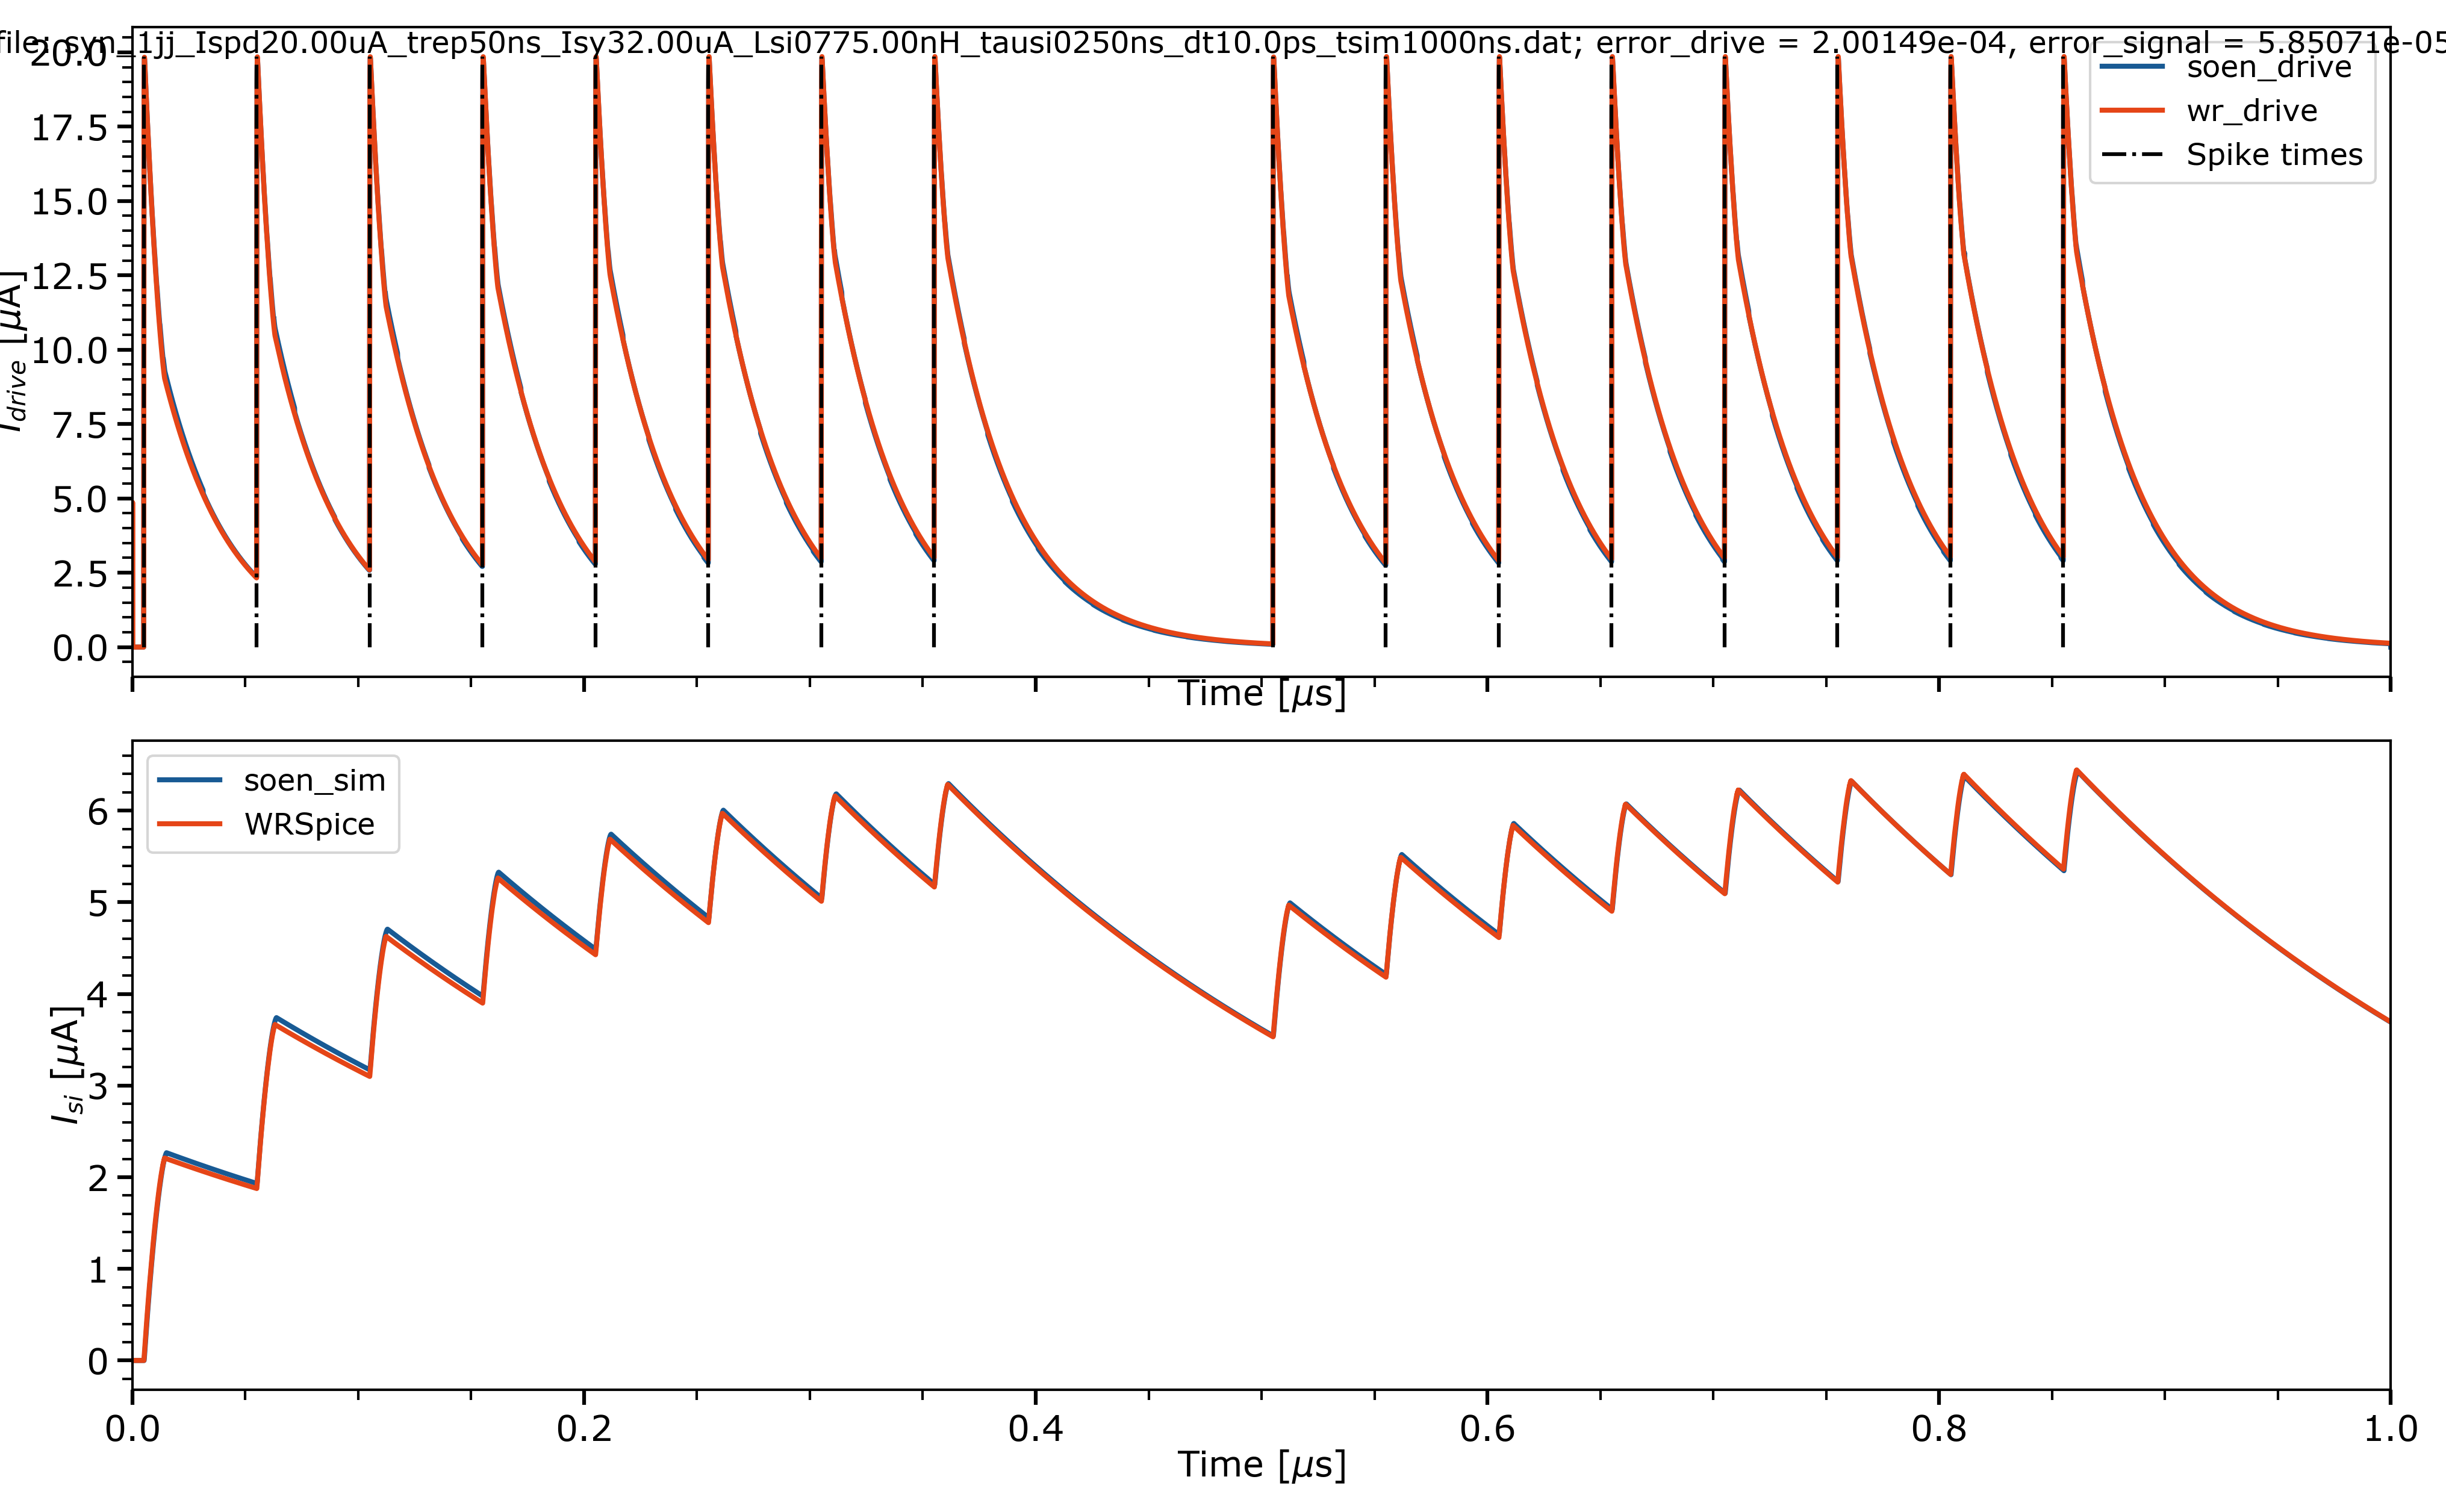 file: syn_1jj_Ispd20.00uA_trep50ns_Isy32.00uA_Lsi0775.00nH_tausi0250ns_dt10.0ps_tsim1000ns.dat; error_drive = 2.00149e-04, error_signal = 5.85071e-05
20.0
17.5
15.0
12.5
10.0
7.5
5.0
2.5
0.0
I_drive [μA]
soen_drive
wr_drive
Spike times
Time [μs]
soen_sim
WRSpice
6
5
4
3
2
1
0
I_si [μA]
0.0 0.2 0.4 0.6 0.8 1.0
Time [μs]